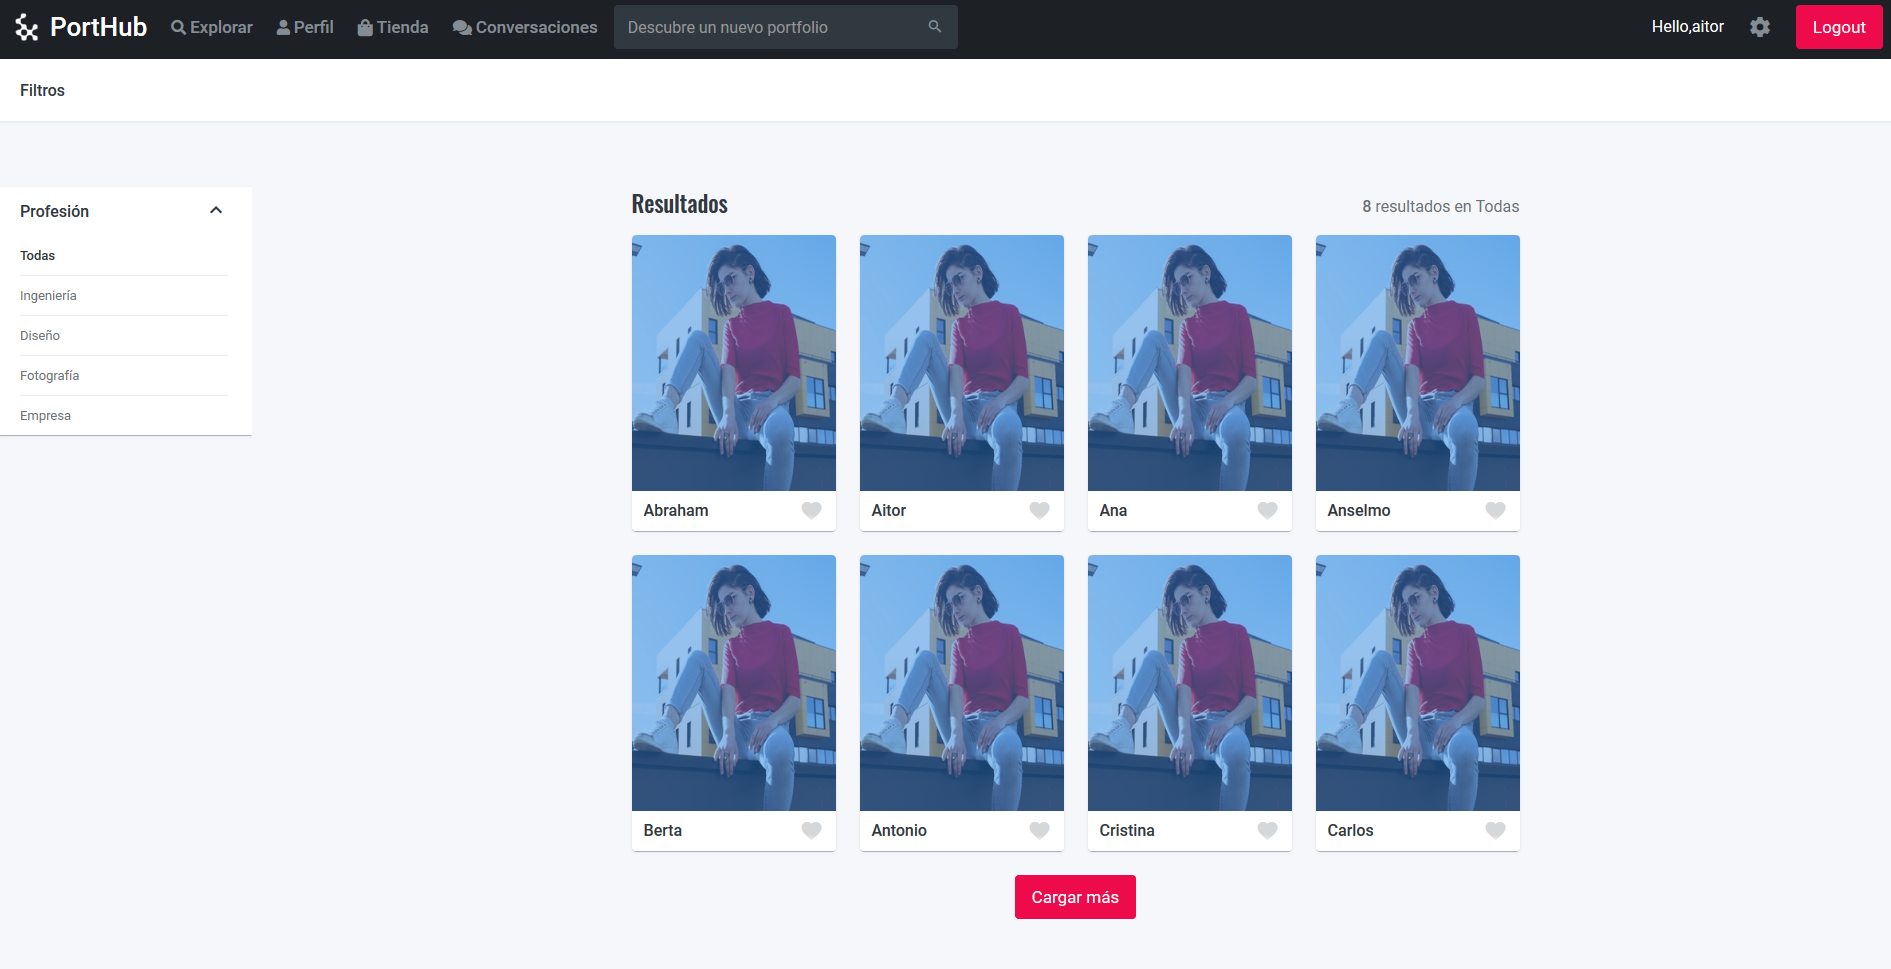 PortHub Explorar Perfil Tienda Conversaciones Descubre un nuevo portfolio Hello,aitor Logout
Filtros
Profesión
Todas
Ingeniería
Diseño
Fotografía
Empresa
Resultados 8 resultados en Todas
Abraham Aitor Ana Anselmo
Berta Antonio Cristina Carlos
Cargar más